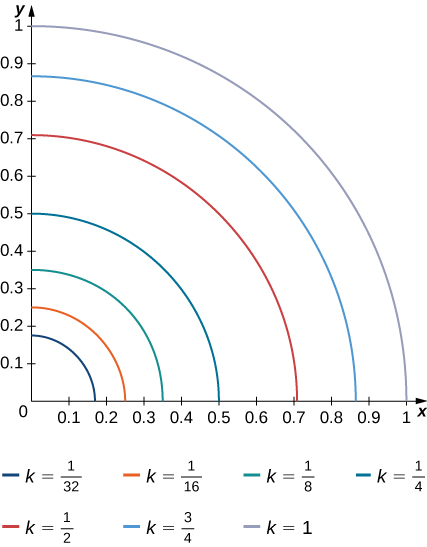 y
1
0.9
0.8
0.7
0.6
0.5
0.4
0.3
0.2
0.1
0
0.1 0.2 0.3 0.4 0.5 0.6 0.7 0.8 0.9 1 x
k = 1/32 k = 1/16 k = 1/8 k = 1/4
k = 1/2 k = 3/4 k = 1